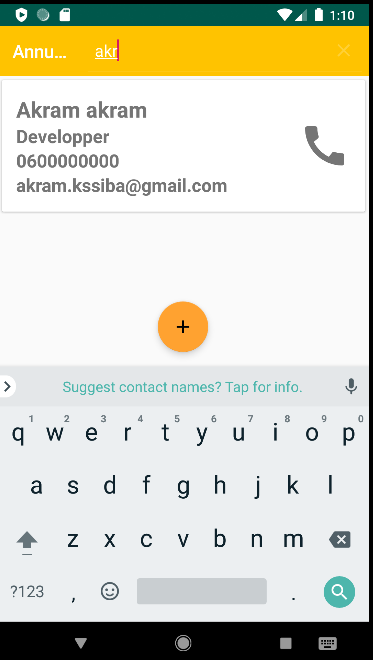 1:10
Annu... akr
Akram akram
Developper
0600000000
akram.kssiba@gmail.com
+
Suggest contact names? Tap for info.
1 2 3 4 5 6 7 8 9 0
q w e r t y u i o p
a s d f g h j k l
z x c v b n m
?123 , .